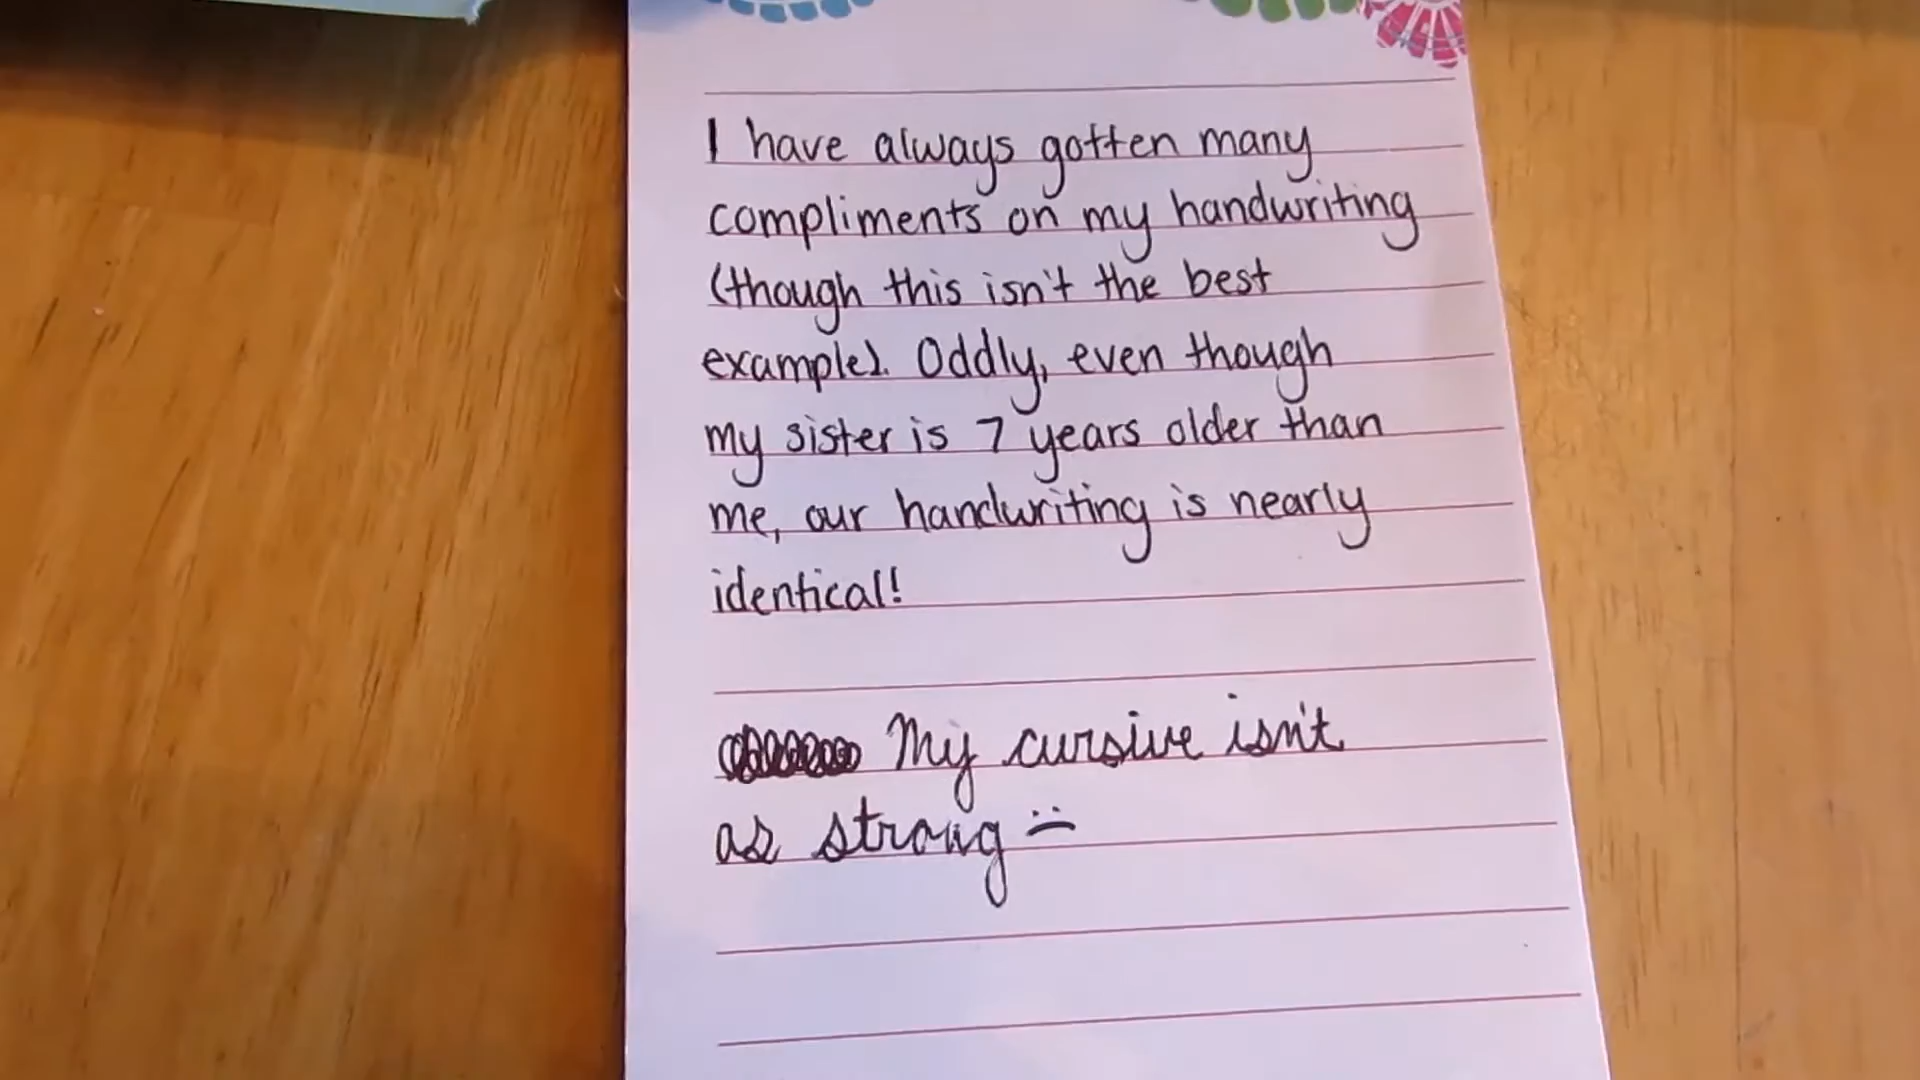 I have always gotten many
compliments on my handwriting
(though this isn't the best
example). Oddly, even though
my sister is 7 years older than
me, our handwriting is nearly
identical!
My cursive isn't
as strong :(